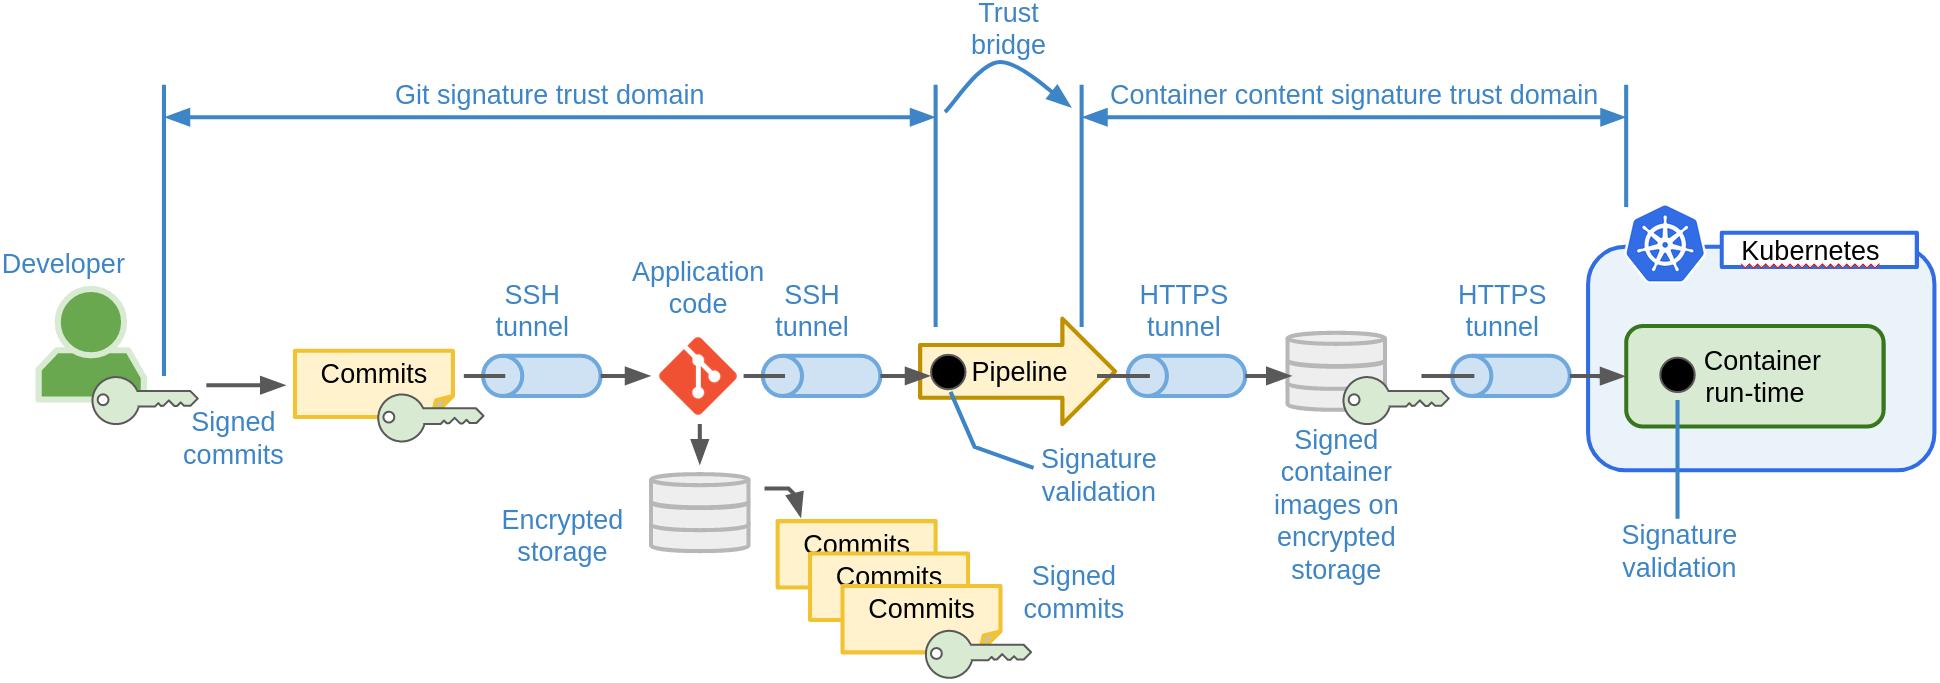 Trust
bridge
Git signature trust domain
Container content signature trust domain
Developer
Kubernetes
Application
code
SSH
tunnel
SSH
tunnel
HTTPS
tunnel
HTTPS
tunnel
Commits
Pipeline
Container
run-time
Signed
commits
Signature
validation
Signed
container
images on
encrypted
storage
Encrypted
storage
Signature
validation
Commits
Commits
Commits
Signed
commits